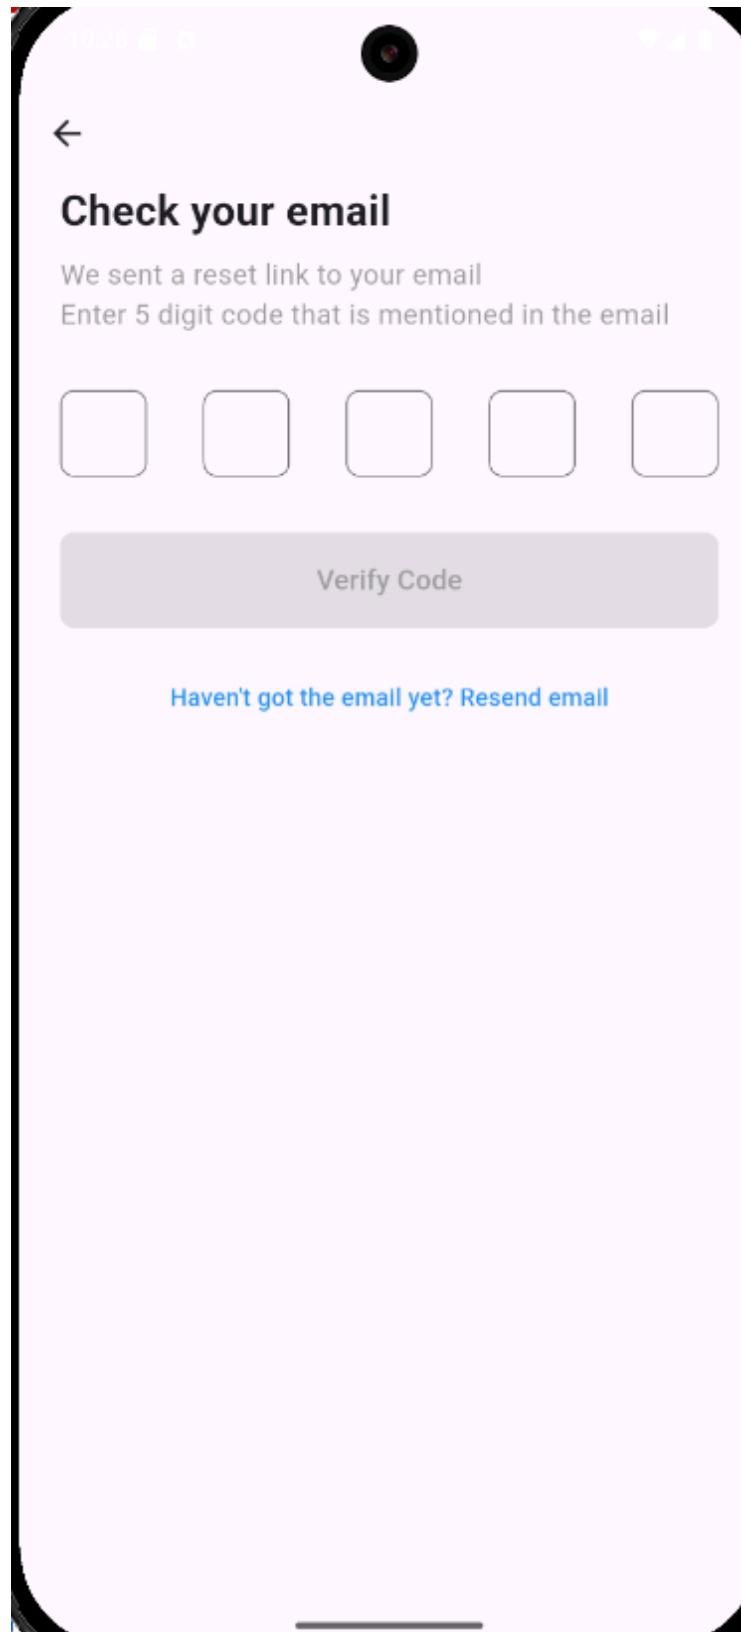 Check your email
We sent a reset link to your email
Enter 5 digit code that is mentioned in the email
Verify Code
Haven't got the email yet? Resend email